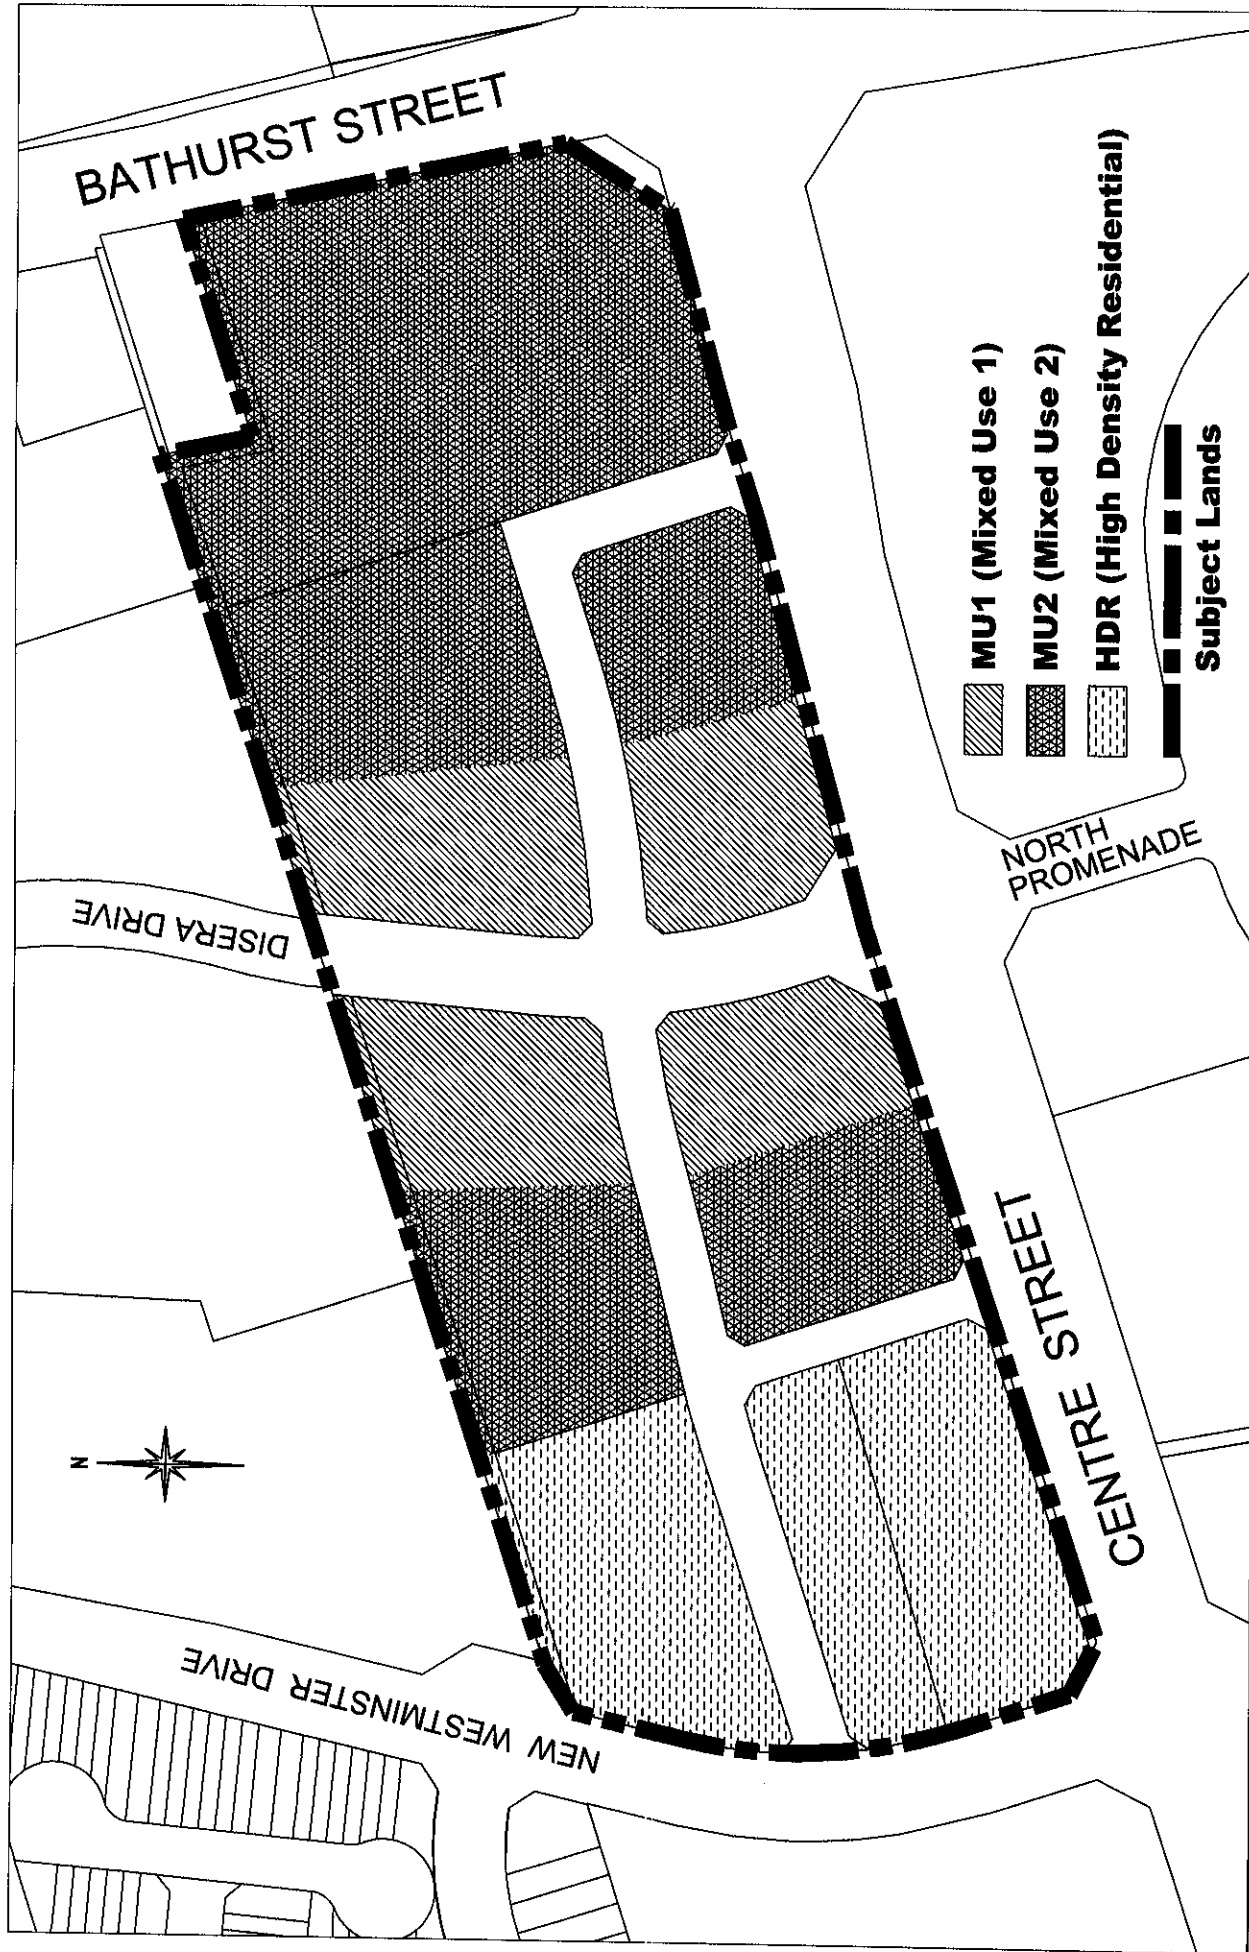 BATHURST STREET
DISERA DRIVE
NEW WESTMINSTER DRIVE
N
NORTH
PROMENADE
CENTRE STREET
MU1 (Mixed Use 1)
MU2 (Mixed Use 2)
HDR (High Density Residential)
Subject Lands